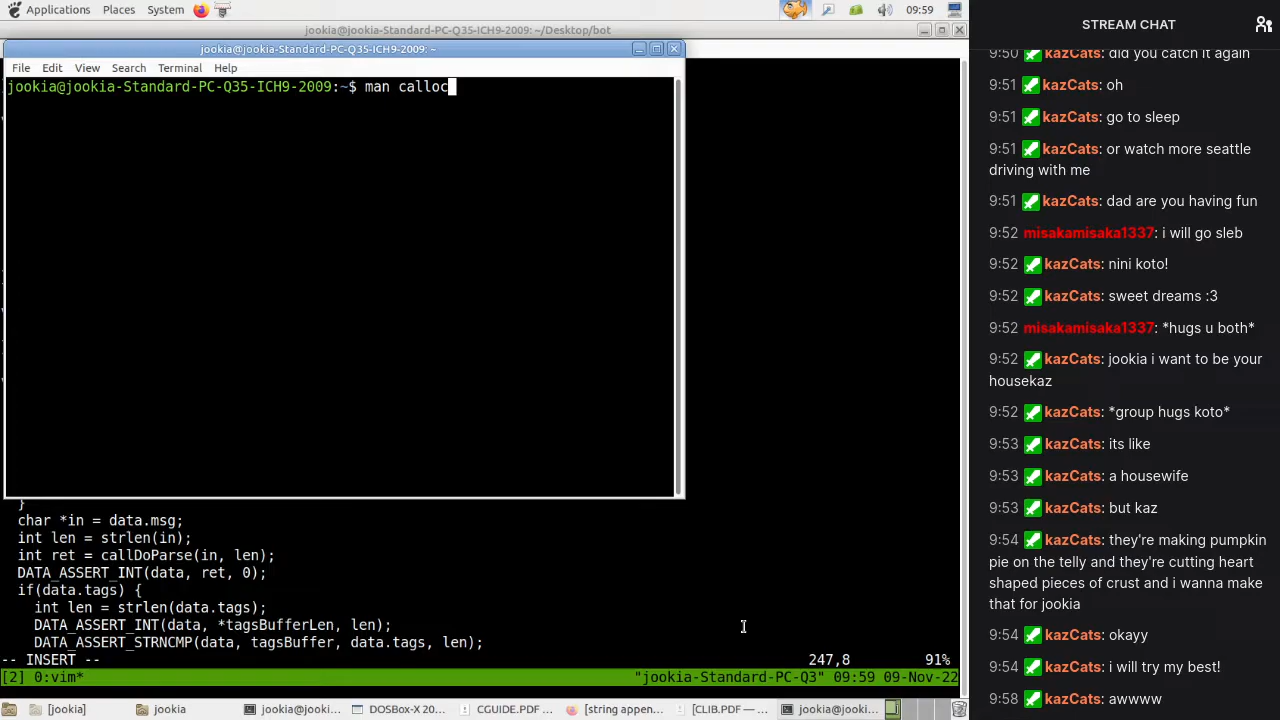 Applications Places System 09:59
jookia@jookia-Standard-PC-Q35-ICH9-2009: ~/Desktop/bot
jookia@jookia-Standard-PC-Q35-ICH9-2009: ~
File Edit View Search Terminal Help
jookia@jookia-Standard-PC-Q35-ICH9-2009:~$ man calloc
}
char *in = data.msg;
int len = strlen(in);
int ret = callDoParse(in, len);
DATA_ASSERT_INT(data, ret, 0);
if(data.tags) {
int len = strlen(data.tags);
DATA_ASSERT_INT(data, *tagsBufferLen, len);
DATA_ASSERT_STRNCMP(data, tagsBuffer, data.tags, len);
-- INSERT -- 247,8 91%
[2] 0:vim* "jookia-Standard-PC-Q3" 09:59 09-Nov-22
[jookia] jookia jookia@jooki... DOSBox-X 20... CGUIDE.PDF ... [string appen... [CLIB.PDF — ... jookia@jooki...
STREAM CHAT
9:50 kazCats: did you catch it again
9:51 kazCats: oh
9:51 kazCats: go to sleep
9:51 kazCats: or watch more seattle
driving with me
9:51 kazCats: dad are you having fun
9:52 misakamisaka1337: i will go sleb
9:52 kazCats: nini koto!
9:52 kazCats: sweet dreams :3
9:52 misakamisaka1337: *hugs u both*
9:52 kazCats: jookia i want to be your
housekaz
9:52 kazCats: *group hugs koto*
9:53 kazCats: its like
9:53 kazCats: a housewife
9:53 kazCats: but kaz
9:54 kazCats: they're making pumpkin
pie on the telly and they're cutting heart
shaped pieces of crust and i wanna make
that for jookia
9:54 kazCats: okayy
9:54 kazCats: i will try my best!
9:58 kazCats: awwww